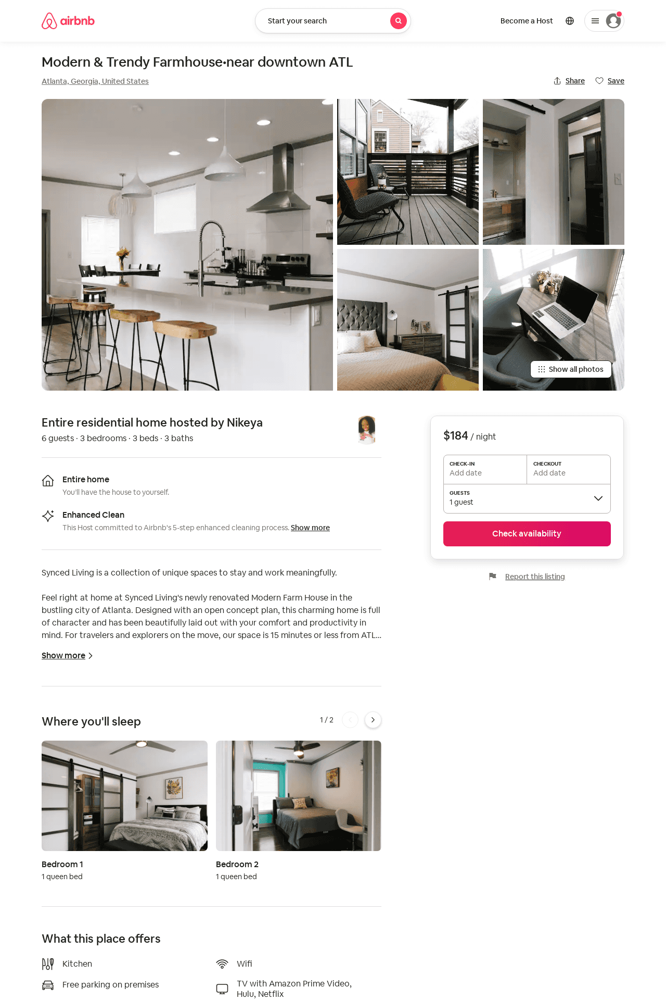 airbnb
Start your search
Become a Host
Modern & Trendy Farmhouse•near downtown ATL
Atlanta, Georgia, United States
Share
Save
Show all photos
Entire residential home hosted by Nikeya
6 guests · 3 bedrooms · 3 beds · 3 baths
Entire home
You’ll have the house to yourself.
Enhanced Clean
This Host committed to Airbnb's 5-step enhanced cleaning process. Show more
$184 / night
CHECK-IN
Add date
CHECKOUT
Add date
GUESTS
1 guest
Check availability
Report this listing
Synced Living is a collection of unique spaces to stay and work meaningfully.
Feel right at home at Synced Living's newly renovated Modern Farm House in the
bustling city of Atlanta. Designed with an open concept plan, this charming home is full
of character and has been beautifully laid out with your comfort and productivity in
mind. For travelers and explorers on the move, our space is 15 minutes or less from ATL...
Show more
Where you'll sleep
1 / 2
Bedroom 1
1 queen bed
Bedroom 2
1 queen bed
What this place offers
Kitchen
Wifi
Free parking on premises
TV with Amazon Prime Video,
Hulu, Netflix